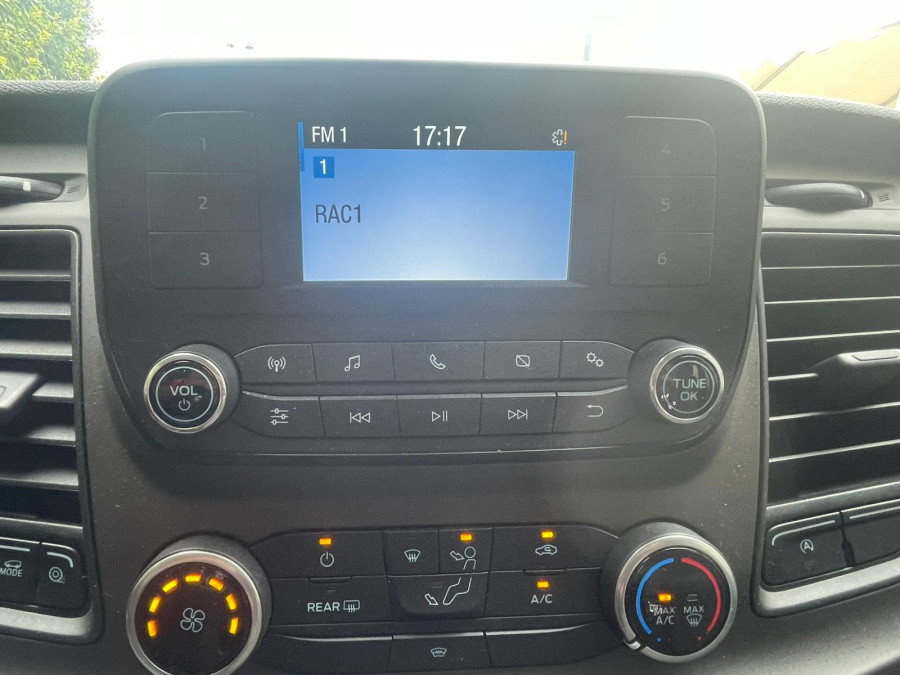 FM 1 17:17
1
RAC1
1
2
3
4
5
6
VOL
TUNE
OK
MODE
REAR
A/C
MAX
A/C
MAX
A